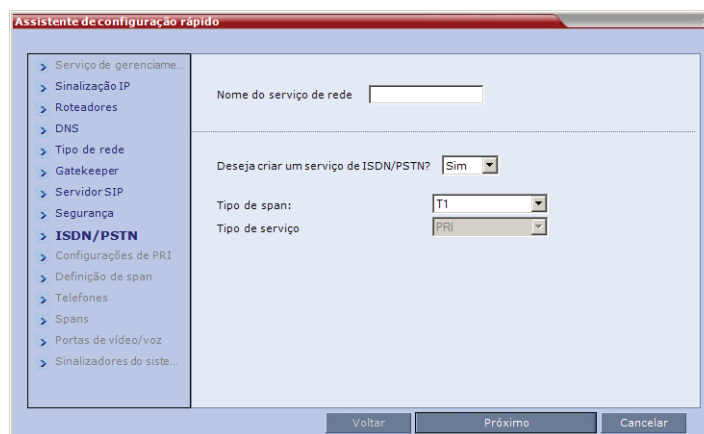 Assistente de configuração rápido
Serviço de gerenciame...
Sinalização IP
Roteadores
DNS
Tipo de rede
Gatekeeper
Servidor SIP
Segurança
ISDN/PSTN
Configurações de PRI
Definição de span
Telefones
Spans
Portas de vídeo/voz
Sinalizadores do siste...
Nome do serviço de rede
Deseja criar um serviço de ISDN/PSTN? Sim
Tipo de span: T1
Tipo de serviço PRI
Voltar Próximo Cancelar